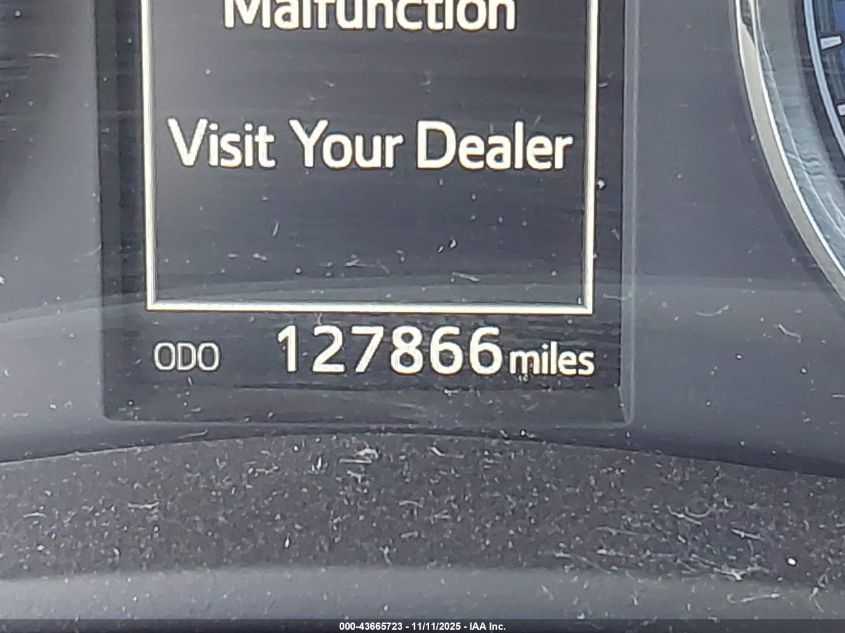 Malfunction
Visit Your Dealer
ODO 127866 miles
000-43665723 - 11/11/2025 - IAA Inc.